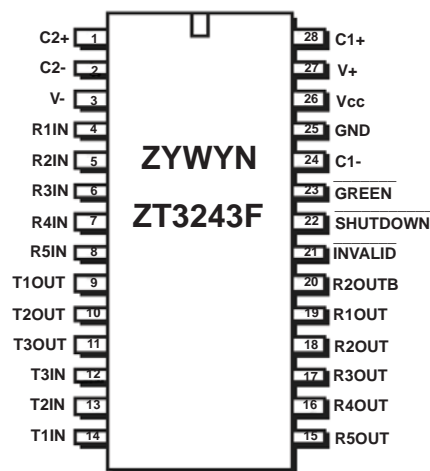 C2+ 1 28 C1+
C2- 2 27 V+
V- 3 26 Vcc
R1IN 4 25 GND
R2IN 5 24 C1-
R3IN 6 23 GREEN
R4IN 7 22 SHUTDOWN
R5IN 8 21 INVALID
T1OUT 9 20 R2OUTB
T2OUT 10 19 R1OUT
T3OUT 11 18 R2OUT
T3IN 12 17 R3OUT
T2IN 13 16 R4OUT
T1IN 14 15 R5OUT
ZYWYN
ZT3243F